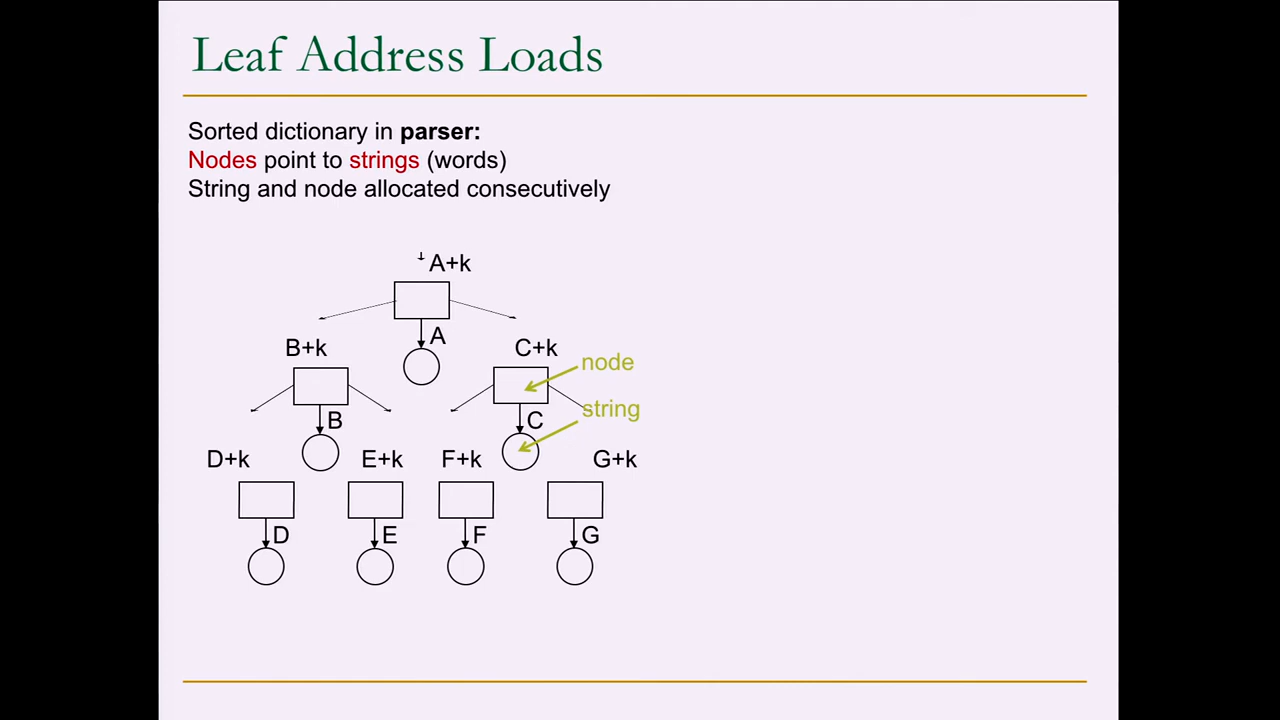 Leaf Address Loads
Sorted dictionary in parser:
Nodes point to strings (words)
String and node allocated consecutively
A+k
A
B+k
C+k
node
B
C
string
D+k
E+k
F+k
G+k
D
E
F
G